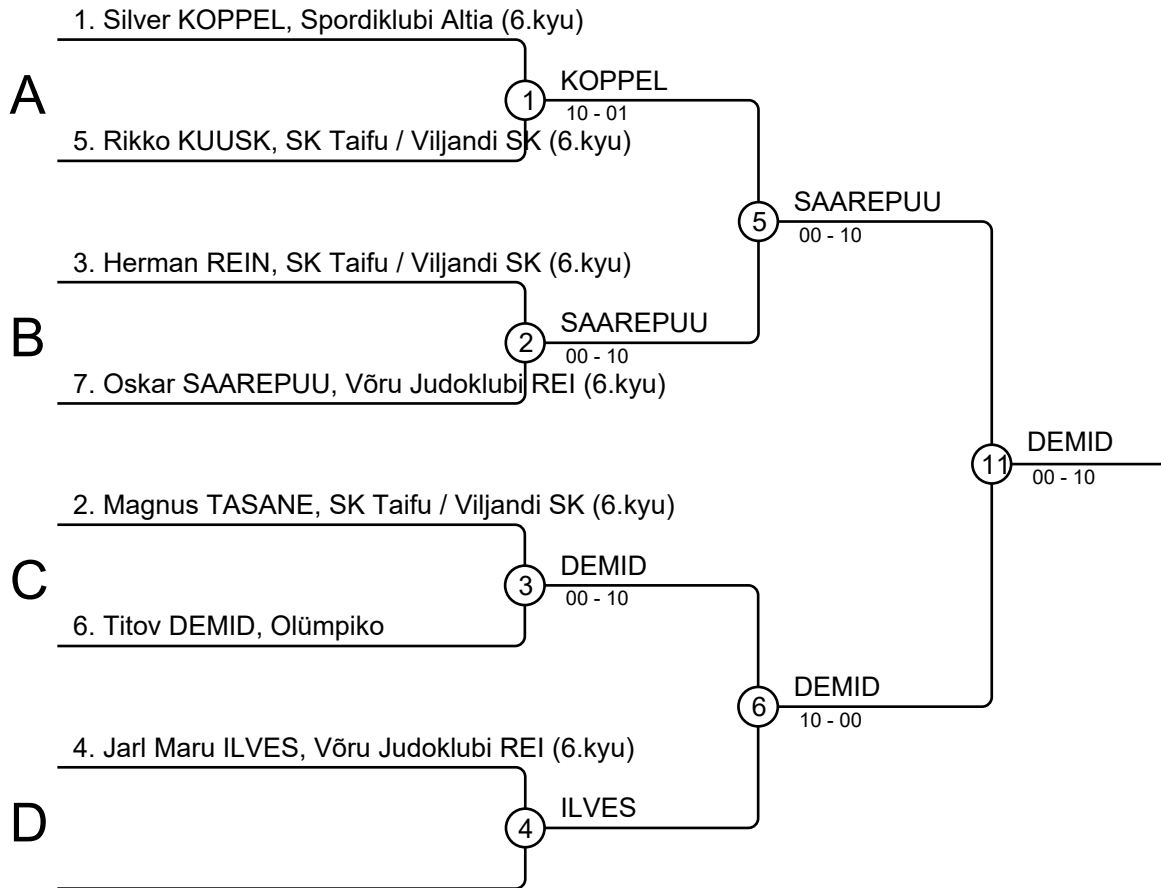 1. Silver KOPPEL, Spordiklubi Altia (6.kyu)
A
1
KOPPEL
10 - 01
5. Rikko KUUSK, SK Taifu / Viljandi SK (6.kyu)
5
SAAREPUU
00 - 10
3. Herman REIN, SK Taifu / Viljandi SK (6.kyu)
B
2
SAAREPUU
00 - 10
7. Oskar SAAREPUU, Võru Judoklubi REI (6.kyu)
11
DEMID
00 - 10
2. Magnus TASANE, SK Taifu / Viljandi SK (6.kyu)
C
3
DEMID
00 - 10
6. Titov DEMID, Olümpiko
6
DEMID
10 - 00
4. Jarl Maru ILVES, Võru Judoklubi REI (6.kyu)
D
4
ILVES